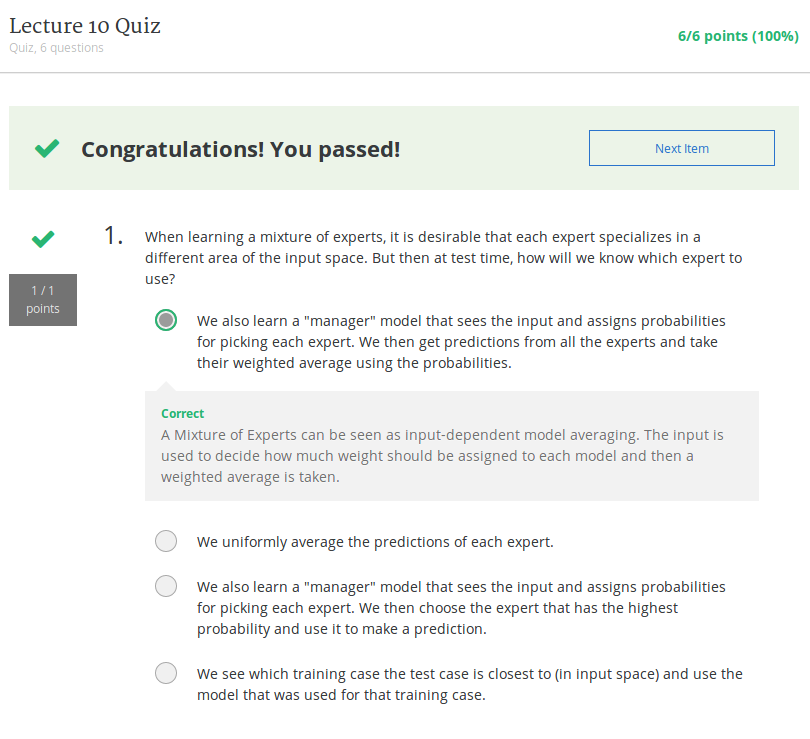 Lecture 10 Quiz
Quiz, 6 questions
6/6 points (100%)
Congratulations! You passed!
Next Item
1 / 1
points
1.
When learning a mixture of experts, it is desirable that each expert specializes in a
different area of the input space. But then at test time, how will we know which expert to
use?
We also learn a "manager" model that sees the input and assigns probabilities
for picking each expert. We then get predictions from all the experts and take
their weighted average using the probabilities.
Correct
A Mixture of Experts can be seen as input-dependent model averaging. The input is
used to decide how much weight should be assigned to each model and then a
weighted average is taken.
We uniformly average the predictions of each expert.
We also learn a "manager" model that sees the input and assigns probabilities
for picking each expert. We then choose the expert that has the highest
probability and use it to make a prediction.
We see which training case the test case is closest to (in input space) and use the
model that was used for that training case.